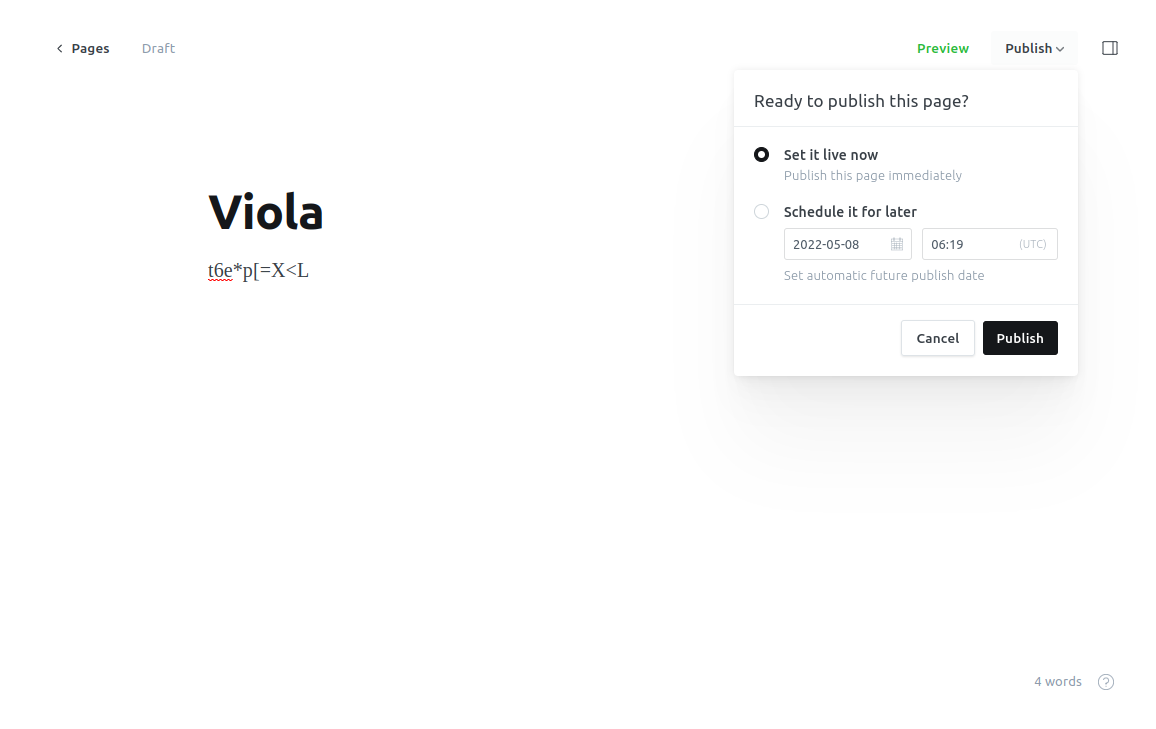 Pages
Draft
Preview
Publish
Ready to publish this page?
Set it live now
Publish this page immediately
Schedule it for later
2022-05-08
06:19
(UTC)
Set automatic future publish date
Cancel
Publish
Viola
t6e*p[=X<L
4 words
?